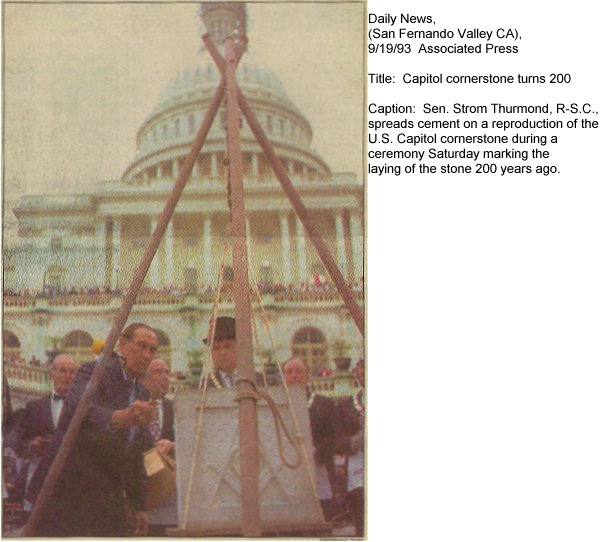 Daily News,
(San Fernando Valley CA),
9/19/93 Associated Press
Title: Capitol cornerstone turns 200
Caption: Sen. Strom Thurmond, R-S.C.,
spreads cement on a reproduction of the
U.S. Capitol cornerstone during a
ceremony Saturday marking the
laying of the stone 200 years ago.